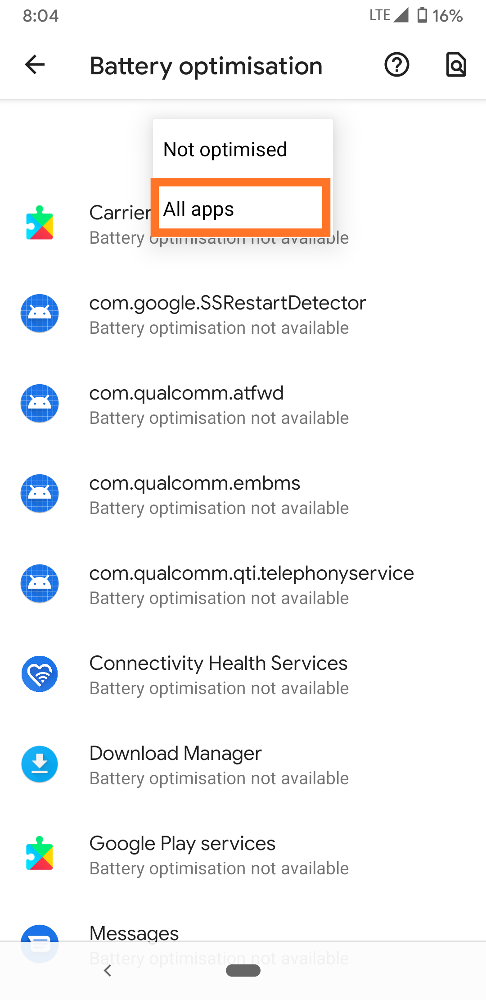 8:04 LTE 16%
Battery optimisation
Not optimised
All apps
Carrier
Battery optimisation not available
com.google.SSRestartDetector
Battery optimisation not available
com.qualcomm.atfwd
Battery optimisation not available
com.qualcomm.embms
Battery optimisation not available
com.qualcomm.qti.telephonyservice
Battery optimisation not available
Connectivity Health Services
Battery optimisation not available
Download Manager
Battery optimisation not available
Google Play services
Battery optimisation not available
Messages
Battery optimisation not available